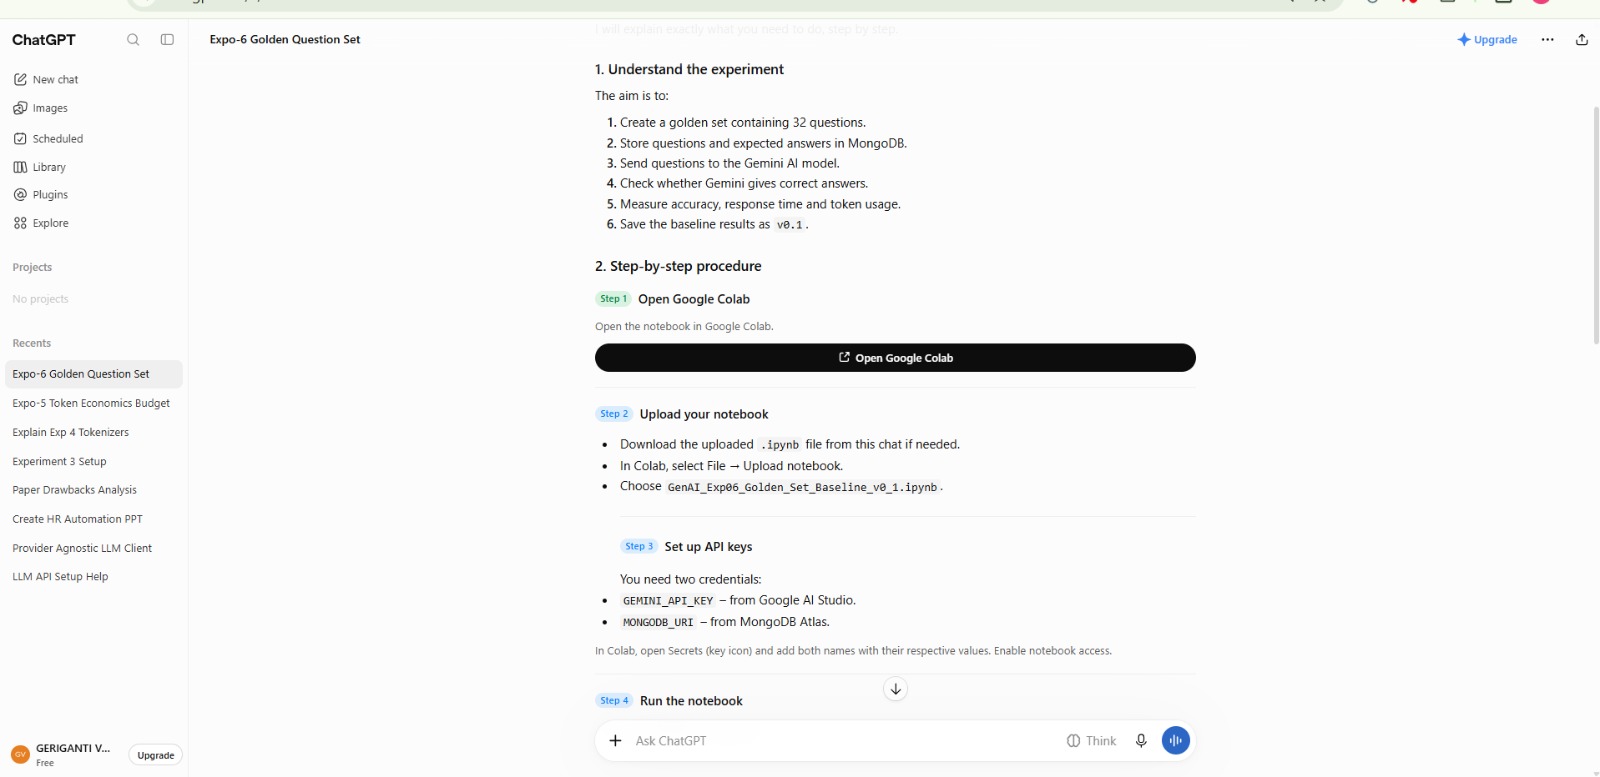 ChatGPT
Expo-6 Golden Question Set
Upgrade
New chat
Images
Scheduled
Library
Plugins
Explore
Projects
No projects
Recents
Expo-6 Golden Question Set
Expo-5 Token Economics Budget
Explain Exp 4 Tokenizers
Experiment 3 Setup
Paper Drawbacks Analysis
Create HR Automation PPT
Provider Agnostic LLM Client
LLM API Setup Help
GV
GERIGANTI V...
Free
Upgrade
I will explain exactly what you need to do, step by step.
1. Understand the experiment
The aim is to:
1. Create a golden set containing 32 questions.
2. Store questions and expected answers in MongoDB.
3. Send questions to the Gemini AI model.
4. Check whether Gemini gives correct answers.
5. Measure accuracy, response time and token usage.
6. Save the baseline results as v0.1.
2. Step-by-step procedure
Step 1 Open Google Colab
Open the notebook in Google Colab.
Open Google Colab
Step 2 Upload your notebook
• Download the uploaded .ipynb file from this chat if needed.
• In Colab, select File → Upload notebook.
• Choose GenAI_Exp06_Golden_Set_Baseline_v0_1.ipynb.
Step 3 Set up API keys
You need two credentials:
• GEMINI_API_KEY – from Google AI Studio.
• MONGODB_URI – from MongoDB Atlas.
In Colab, open Secrets (key icon) and add both names with their respective values. Enable notebook access.
Step 4 Run the notebook
Ask ChatGPT
Think